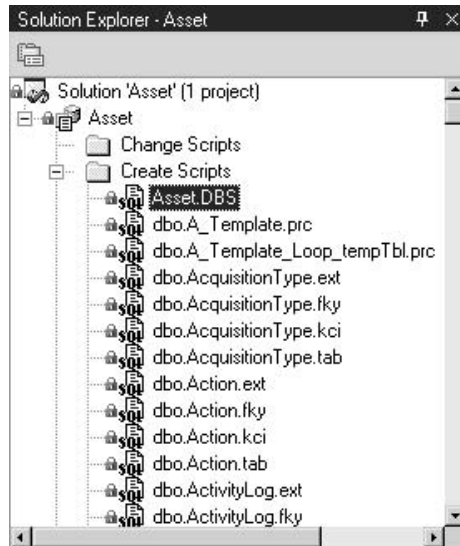 Solution Explorer - Asset
Solution 'Asset' (1 project)
Asset
Change Scripts
Create Scripts
Asset.DBS
dbo.A_Template.prc
dbo.A_Template_Loop_tempTbl.prc
dbo.AcquisitionType.ext
dbo.AcquisitionType.fky
dbo.AcquisitionType.kci
dbo.AcquisitionType.tab
dbo.Action.ext
dbo.Action.fky
dbo.Action.kci
dbo.Action.tab
dbo.ActivityLog.ext
dbo.ActivityLog.fky